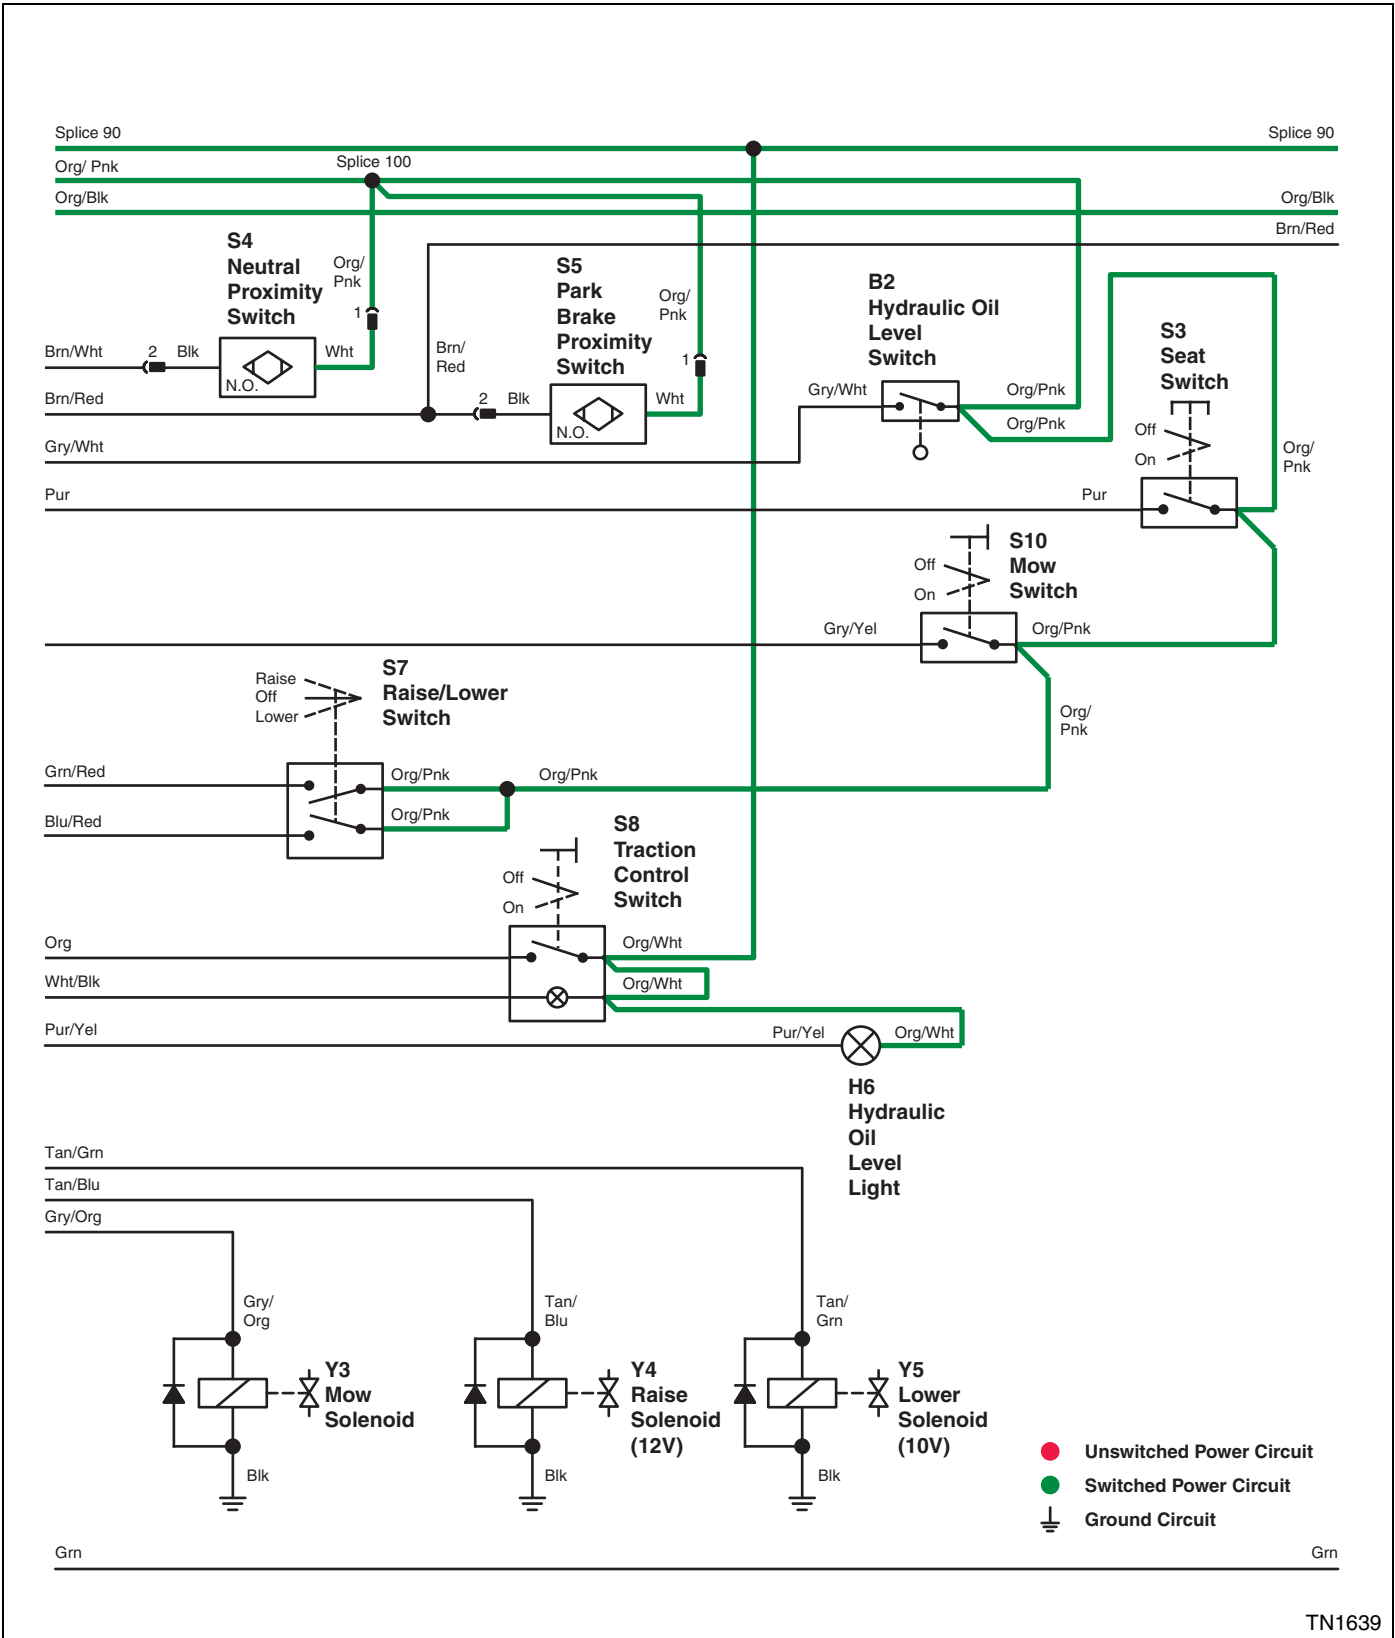 Splice 90
Splice 90
Org/ Pnk
Splice 100
Org/Blk
Org/Blk
Brn/Red
S4
Neutral
Proximity
Switch
Org/
Pnk
1
S5
Park
Brake
Proximity
Switch
Org/
Pnk
1
B2
Hydraulic Oil
Level
Switch
S3
Seat
Switch
Brn/Wht
2
Blk
N.O.
Wht
Brn/
Red
Brn/Red
2
Blk
N.O.
Wht
Gry/Wht
Org/Pnk
Org/Pnk
Off
On
Org/
Pnk
Gry/Wht
Pur
Pur
S10
Mow
Switch
Off
On
Gry/Yel
Org/Pnk
Org/
Pnk
Raise
Off
Lower
S7
Raise/Lower
Switch
Grn/Red
Org/Pnk
Org/Pnk
Blu/Red
Org/Pnk
S8
Traction
Control
Switch
Off
On
Org
Org/Wht
Wht/Blk
Org/Wht
Pur/Yel
Pur/Yel
Org/Wht
H6
Hydraulic
Oil
Level
Light
Tan/Grn
Tan/Blu
Gry/Org
Gry/
Org
Tan/
Blu
Tan/
Grn
Y3
Mow
Solenoid
Y4
Raise
Solenoid
(12V)
Y5
Lower
Solenoid
(10V)
Blk
Blk
Blk
Unswitched Power Circuit
Switched Power Circuit
Ground Circuit
Grn
Grn
TN1639